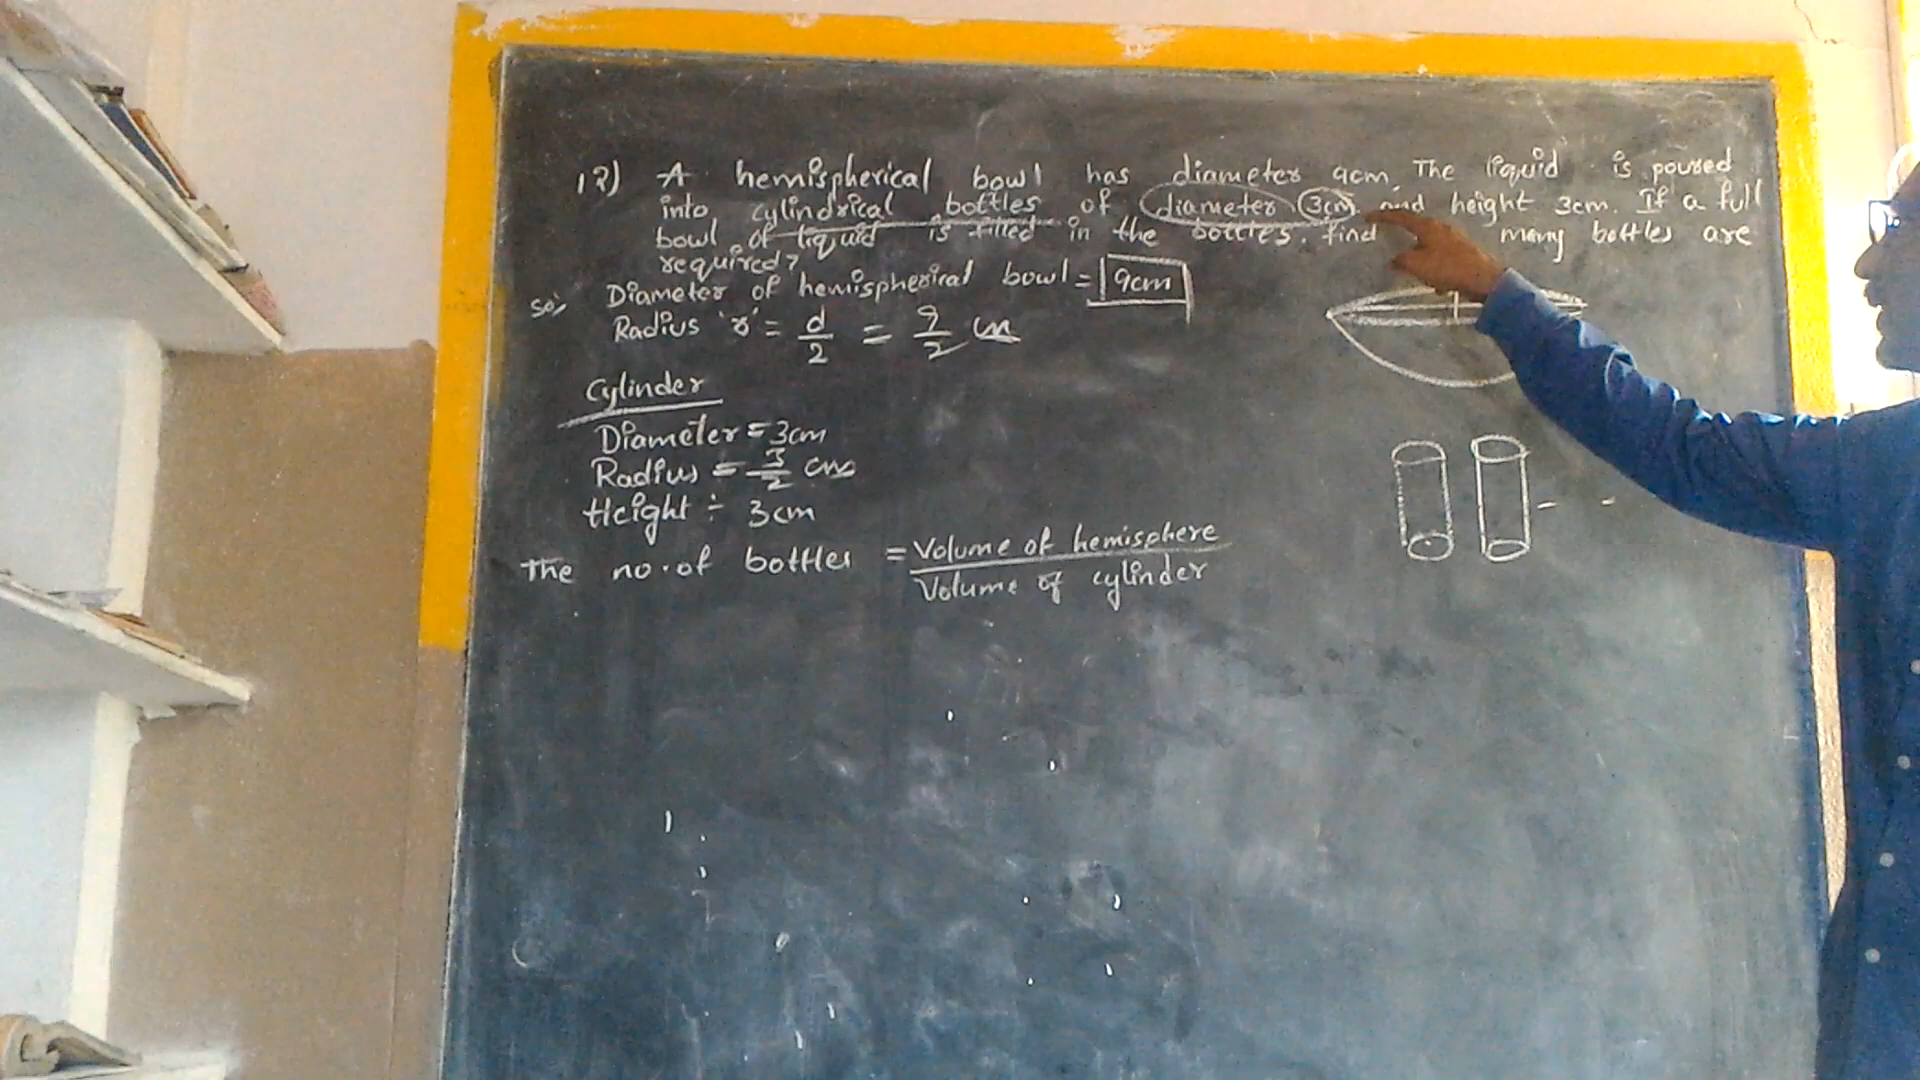 12) A hemispherical bowl has diameter 9cm. The liquid is poured
into cylindrical bottles of diameter 3cm and height 3cm. If a full
bowl of liquid is filled in the bottles. find many bottles are
required?
Sol; Diameter of hemispherical bowl = 9cm
Radius 'r' = d/2 = 9/2 cm
Cylinder
Diameter = 3cm
Radius = 3/2 cm
Height ÷ 3cm
The no. of bottles = Volume of hemisphere / Volume of cylinder